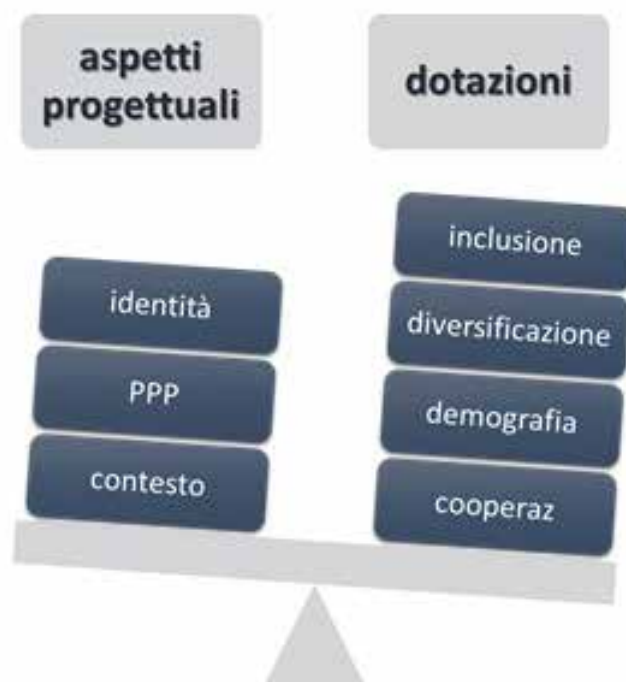 aspetti
progettuali
dotazioni
identità
PPP
contesto
inclusione
diversificazione
demografia
cooperaz